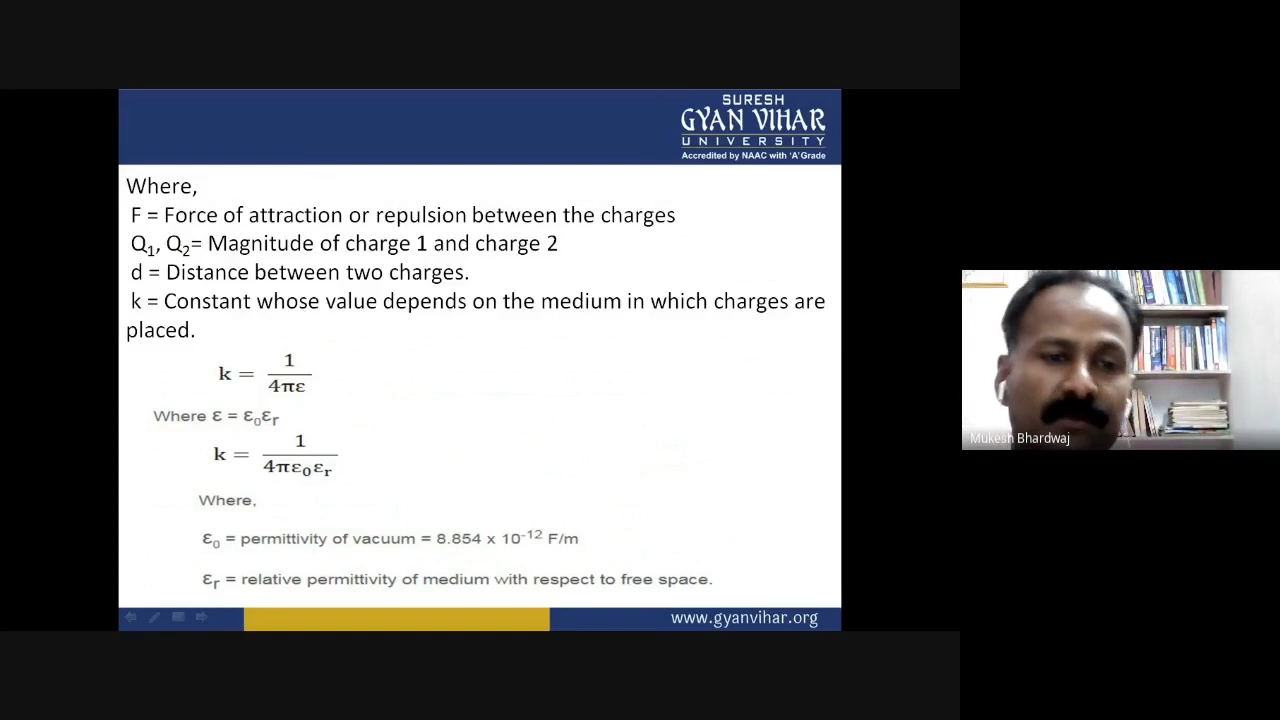 SURESH
GYAN VIHAR
UNIVERSITY
Accredited by NAAC with 'A' Grade
Where,
F = Force of attraction or repulsion between the charges
Q₁, Q₂= Magnitude of charge 1 and charge 2
d = Distance between two charges.
k = Constant whose value depends on the medium in which charges are
placed.
k = 1/4πε
Where ε = ε₀εᵣ
k = 1/4πε₀εᵣ
Where,
ε₀ = permittivity of vacuum = 8.854 x 10⁻¹² F/m
εᵣ = relative permittivity of medium with respect to free space.
www.gyanvihar.org
Mukesh Bhardwaj